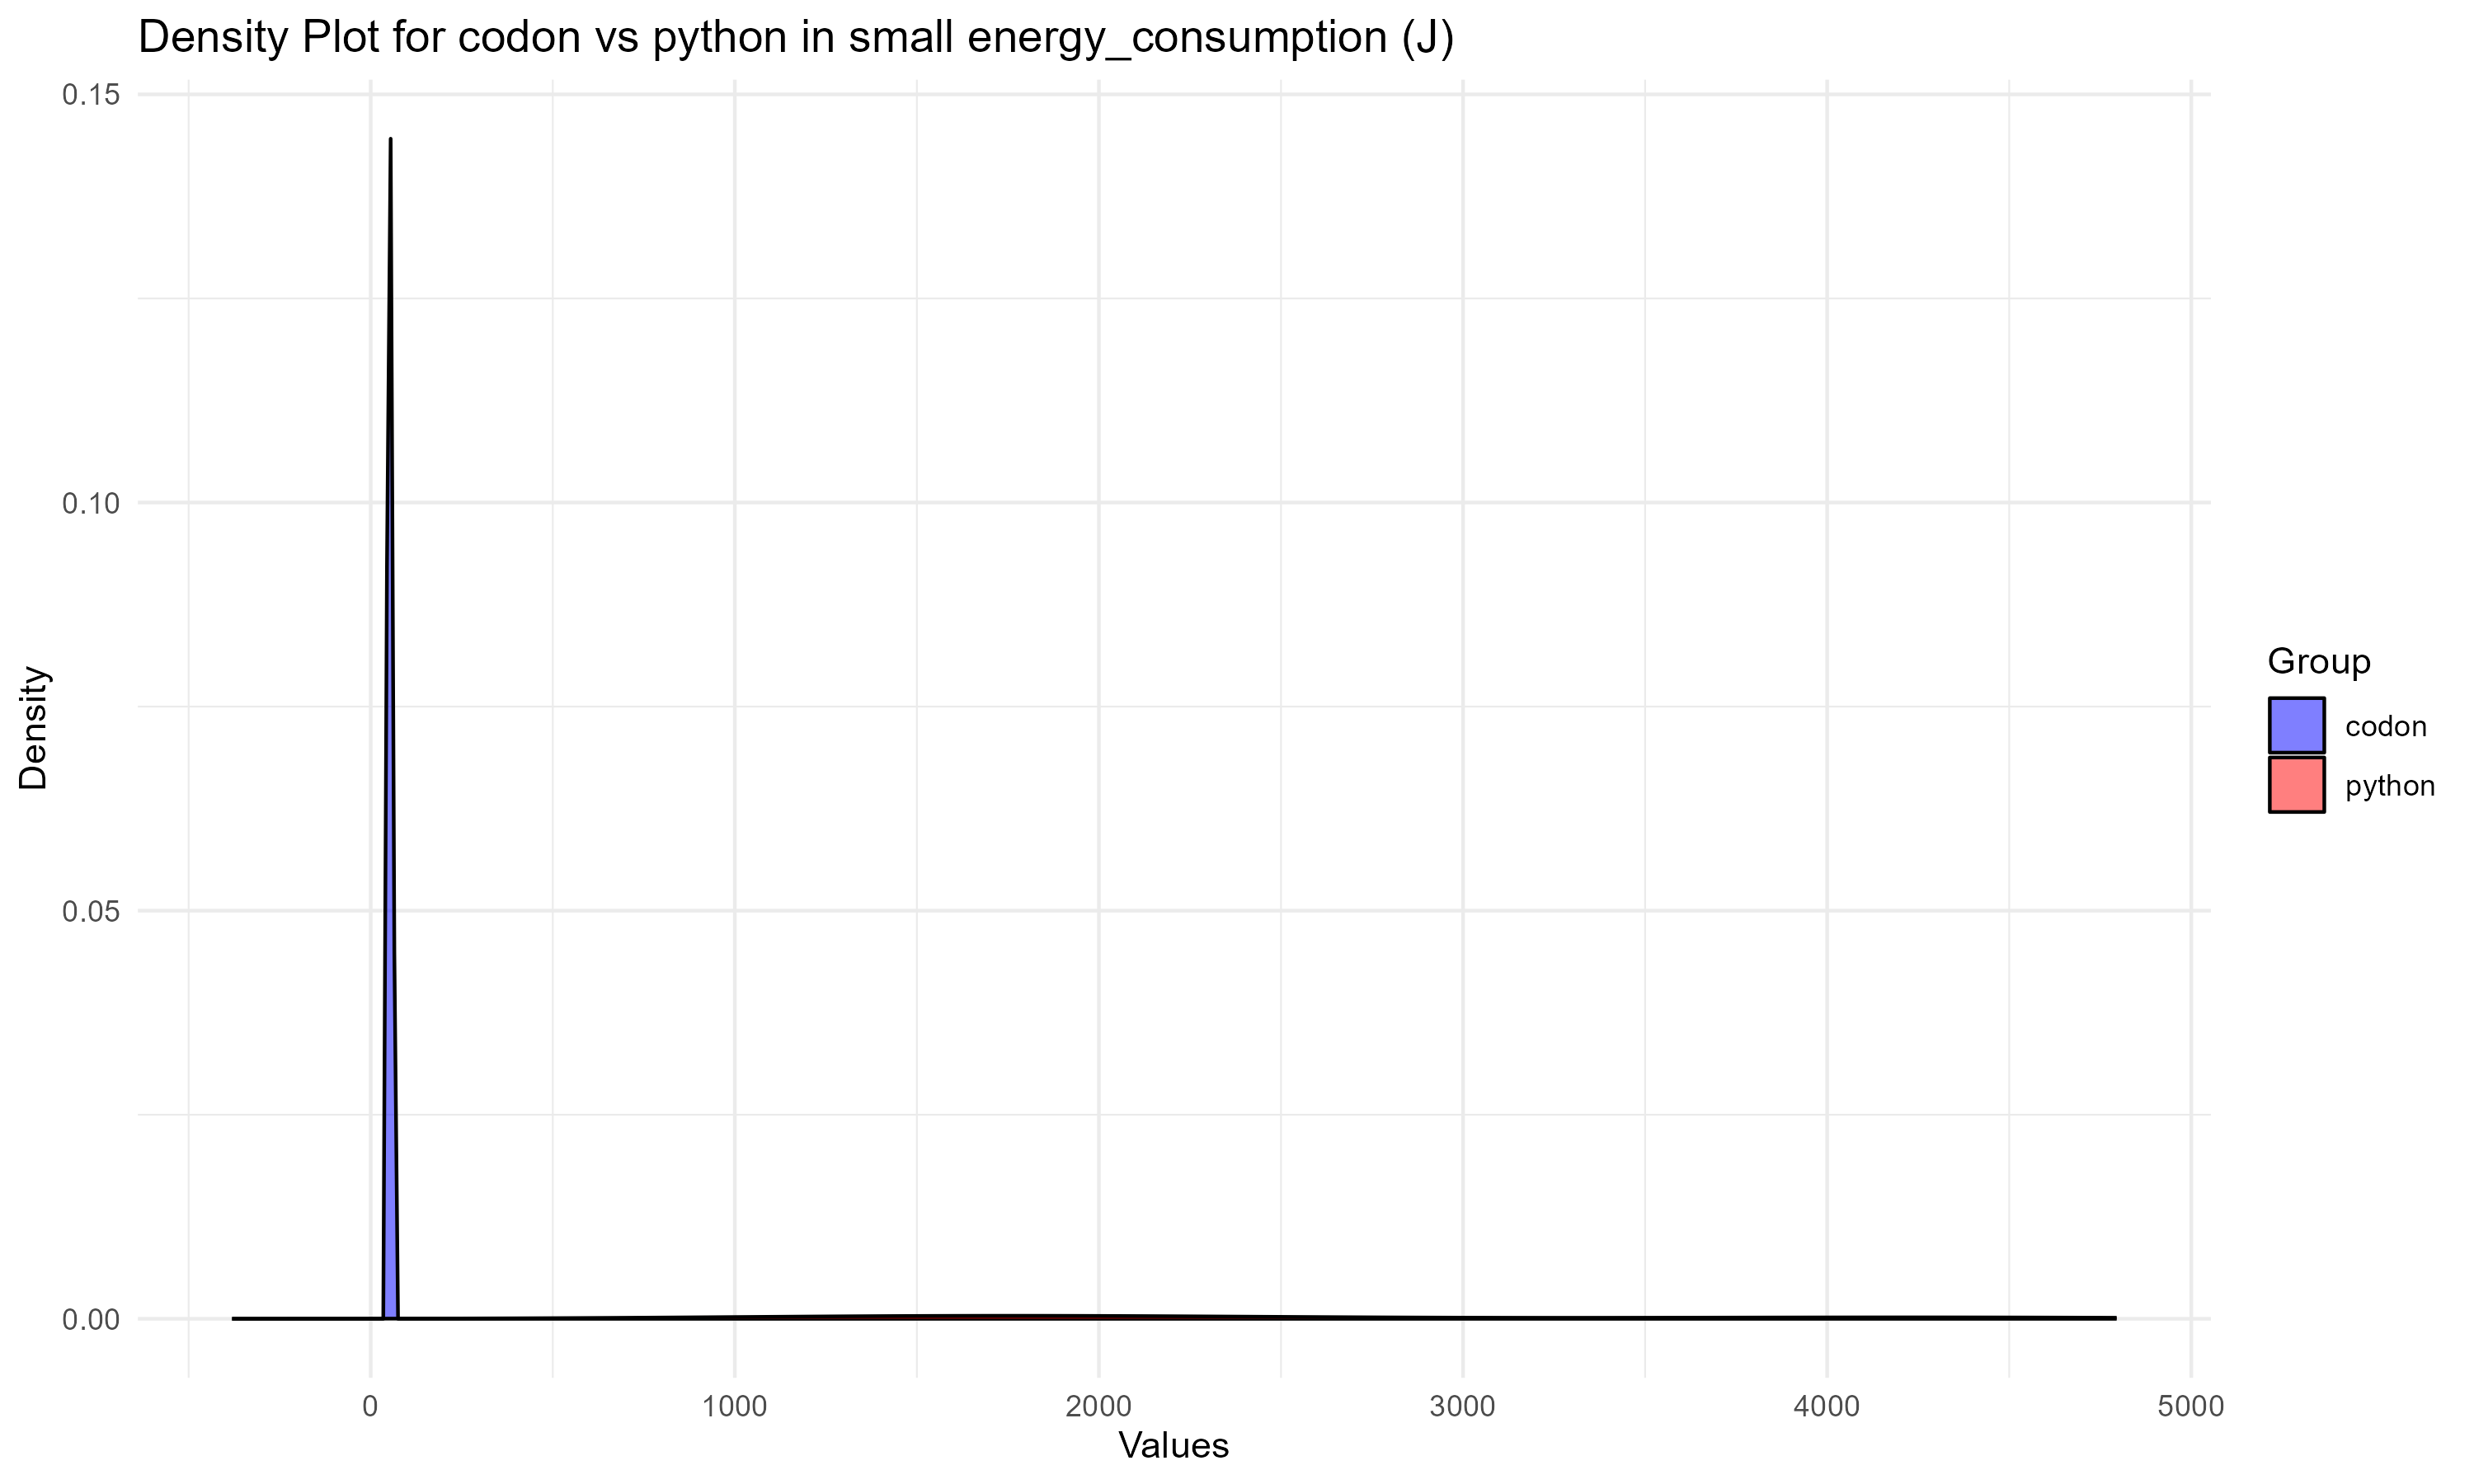 Density Plot for codon vs python in small energy_consumption (J)
0.15
0.10
0.05
0.00
Density
0
1000
2000
3000
4000
5000
Values
Group
codon
python